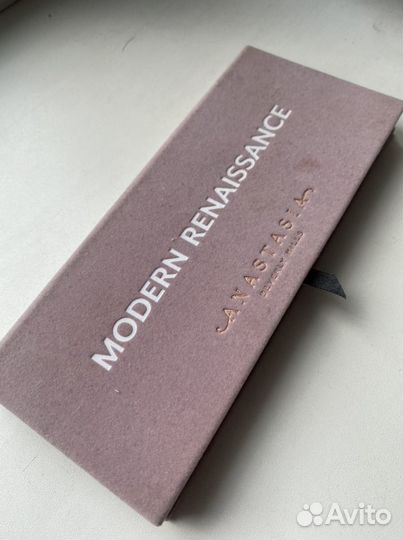 MODERN RENAISSANCE
ANASTASIA
BEVERLY HILLS
Avito